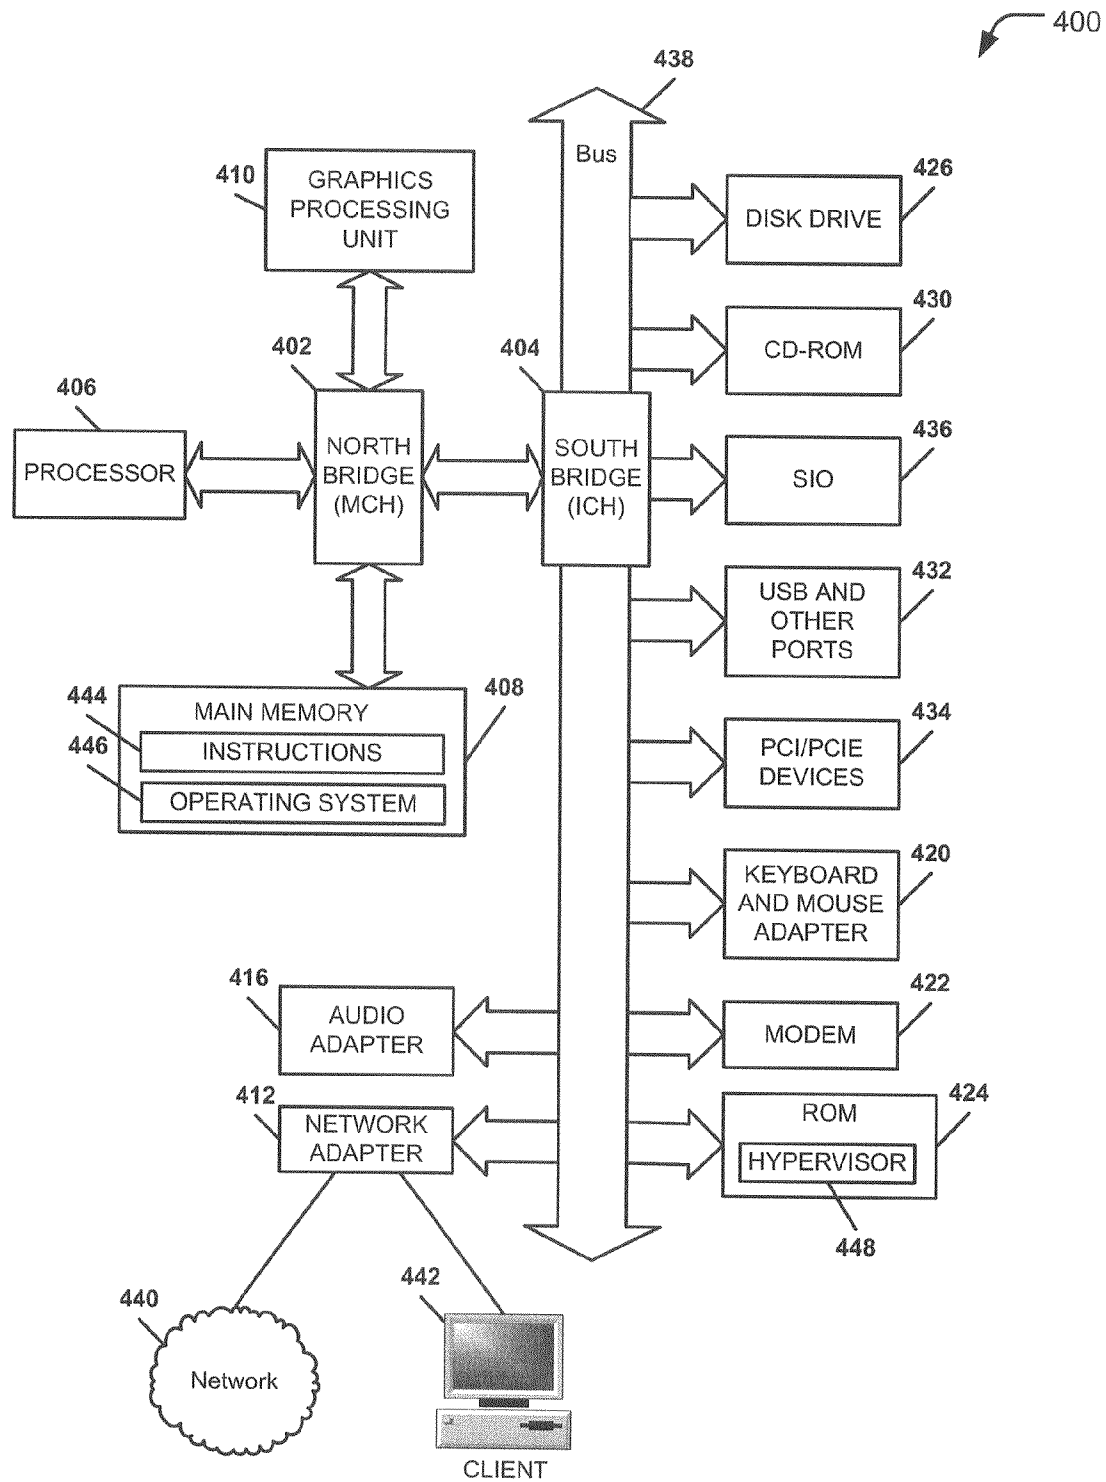 400
438
Bus
410
GRAPHICS
PROCESSING
UNIT
426
DISK DRIVE
430
CD-ROM
402
404
406
PROCESSOR
NORTH
BRIDGE
(MCH)
SOUTH
BRIDGE
(ICH)
436
SIO
432
USB AND
OTHER
PORTS
444
446
408
MAIN MEMORY
INSTRUCTIONS
OPERATING SYSTEM
434
PCI/PCIE
DEVICES
420
KEYBOARD
AND MOUSE
ADAPTER
416
AUDIO
ADAPTER
422
MODEM
412
NETWORK
ADAPTER
424
ROM
HYPERVISOR
448
440
Network
442
CLIENT